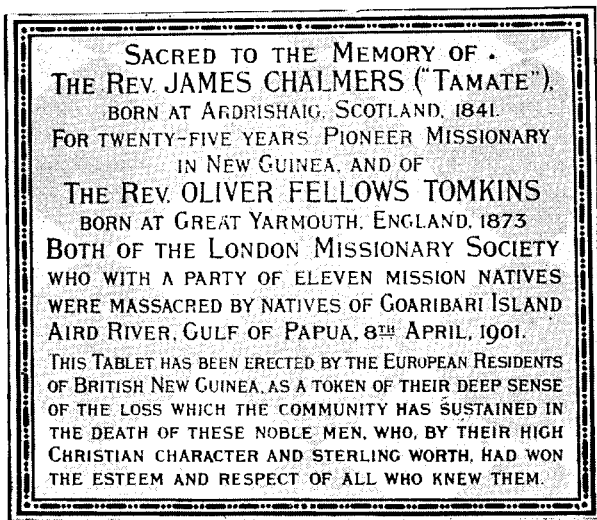 SACRED TO THE MEMORY OF
THE REV. JAMES CHALMERS ("TAMATE"),
BORN AT ARDRISHAIG, SCOTLAND, 1841.
FOR TWENTY-FIVE YEARS PIONEER MISSIONARY
IN NEW GUINEA, AND OF
THE REV. OLIVER FELLOWS TOMKINS
BORN AT GREAT YARMOUTH, ENGLAND, 1873
BOTH OF THE LONDON MISSIONARY SOCIETY
WHO WITH A PARTY OF ELEVEN MISSION NATIVES
WERE MASSACRED BY NATIVES OF GOARIBARI ISLAND
AIRD RIVER, GULF OF PAPUA, 8TH APRIL, 1901.
THIS TABLET HAS BEEN ERECTED BY THE EUROPEAN RESIDENTS
OF BRITISH NEW GUINEA, AS A TOKEN OF THEIR DEEP SENSE
OF THE LOSS WHICH THE COMMUNITY HAS SUSTAINED IN
THE DEATH OF THESE NOBLE MEN, WHO, BY THEIR HIGH
CHRISTIAN CHARACTER AND STERLING WORTH, HAD WON
THE ESTEEM AND RESPECT OF ALL WHO KNEW THEM.